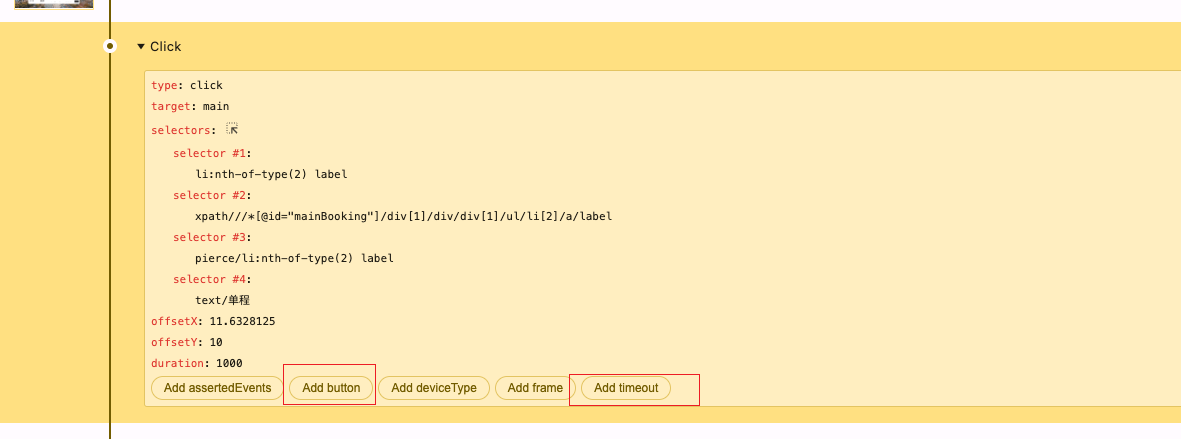 Click
type: click
target: main
selectors:
selector #1:
li:nth-of-type(2) label
selector #2:
xpath///*[@id="mainBooking"]/div[1]/div/div[1]/ul/li[2]/a/label
selector #3:
pierce/li:nth-of-type(2) label
selector #4:
text/单程
offsetX: 11.6328125
offsetY: 10
duration: 1000
Add assertedEvents Add button Add deviceType Add frame Add timeout